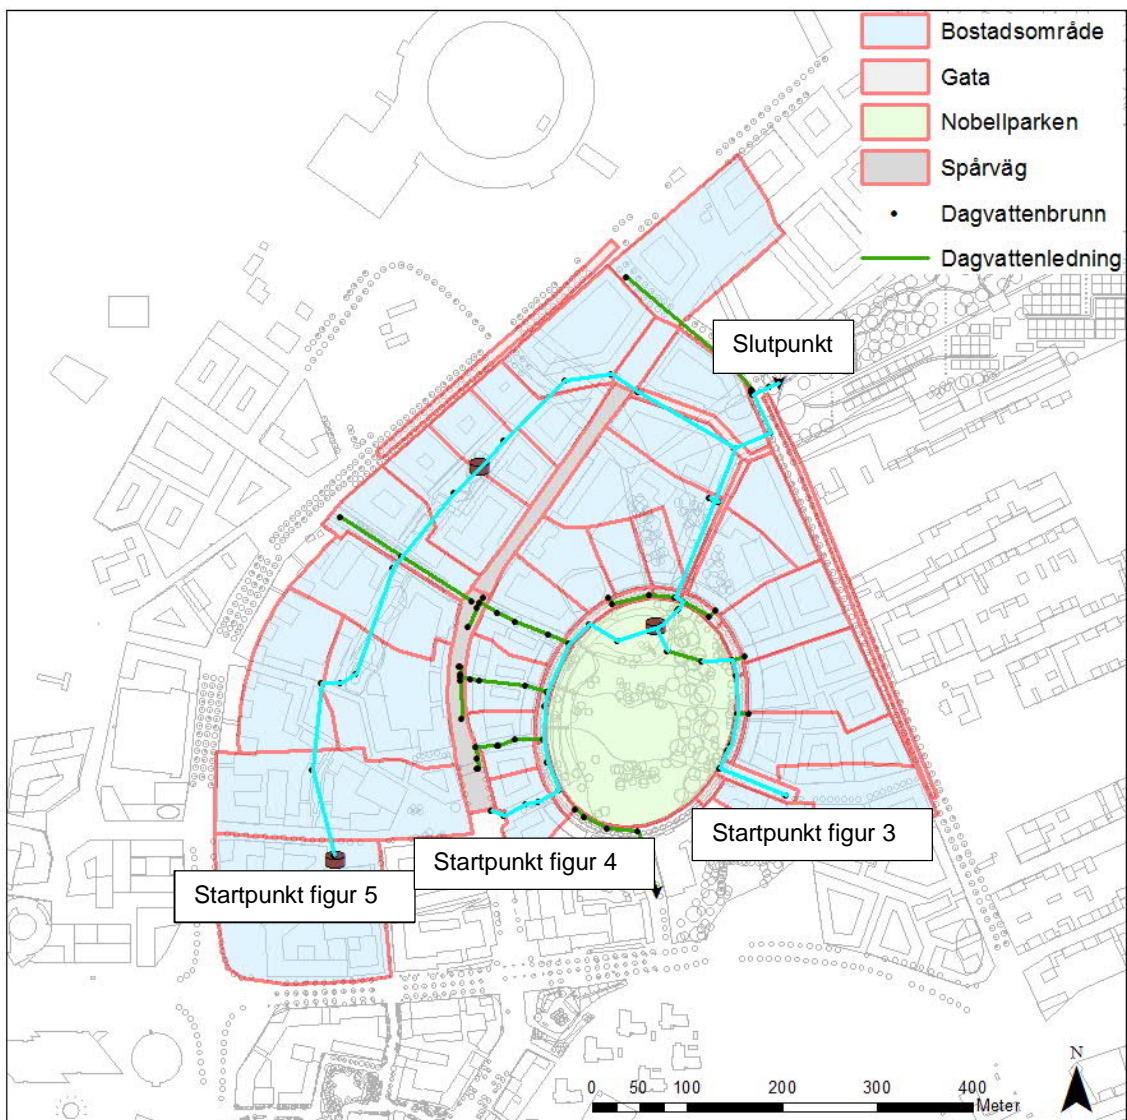 Bostadsområde
Gata
Nobellparken
Spårväg
Dagvattenbrunn
Dagvattenledning
Slutpunkt
Startpunkt figur 3
Startpunkt figur 4
Startpunkt figur 5
N
0 50 100 200 300 400
Meter